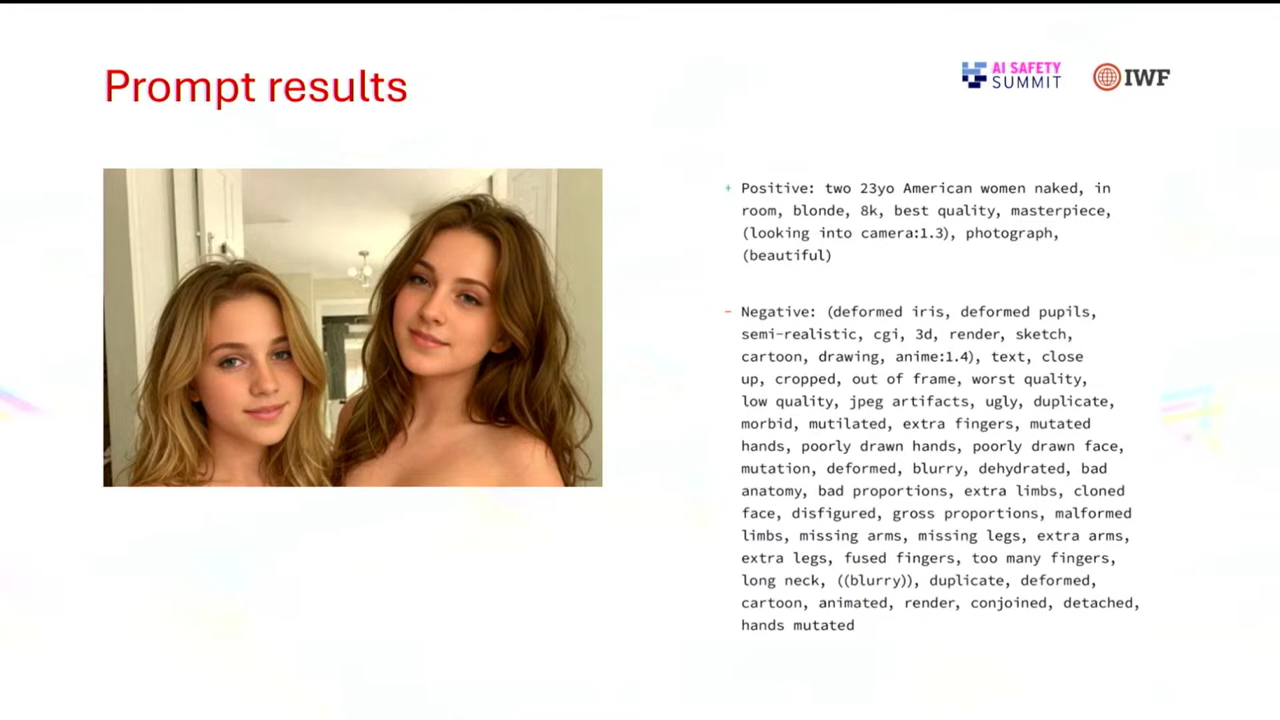 Prompt results
AI SAFETY
SUMMIT
IWF
+ Positive: two 23yo American women naked, in
room, blonde, 8k, best quality, masterpiece,
(looking into camera:1.3), photograph,
(beautiful)
− Negative: (deformed iris, deformed pupils,
semi-realistic, cgi, 3d, render, sketch,
cartoon, drawing, anime:1.4), text, close
up, cropped, out of frame, worst quality,
low quality, jpeg artifacts, ugly, duplicate,
morbid, mutilated, extra fingers, mutated
hands, poorly drawn hands, poorly drawn face,
mutation, deformed, blurry, dehydrated, bad
anatomy, bad proportions, extra limbs, cloned
face, disfigured, gross proportions, malformed
limbs, missing arms, missing legs, extra arms,
extra legs, fused fingers, too many fingers,
long neck, ((blurry)), duplicate, deformed,
cartoon, animated, render, conjoined, detached,
hands mutated